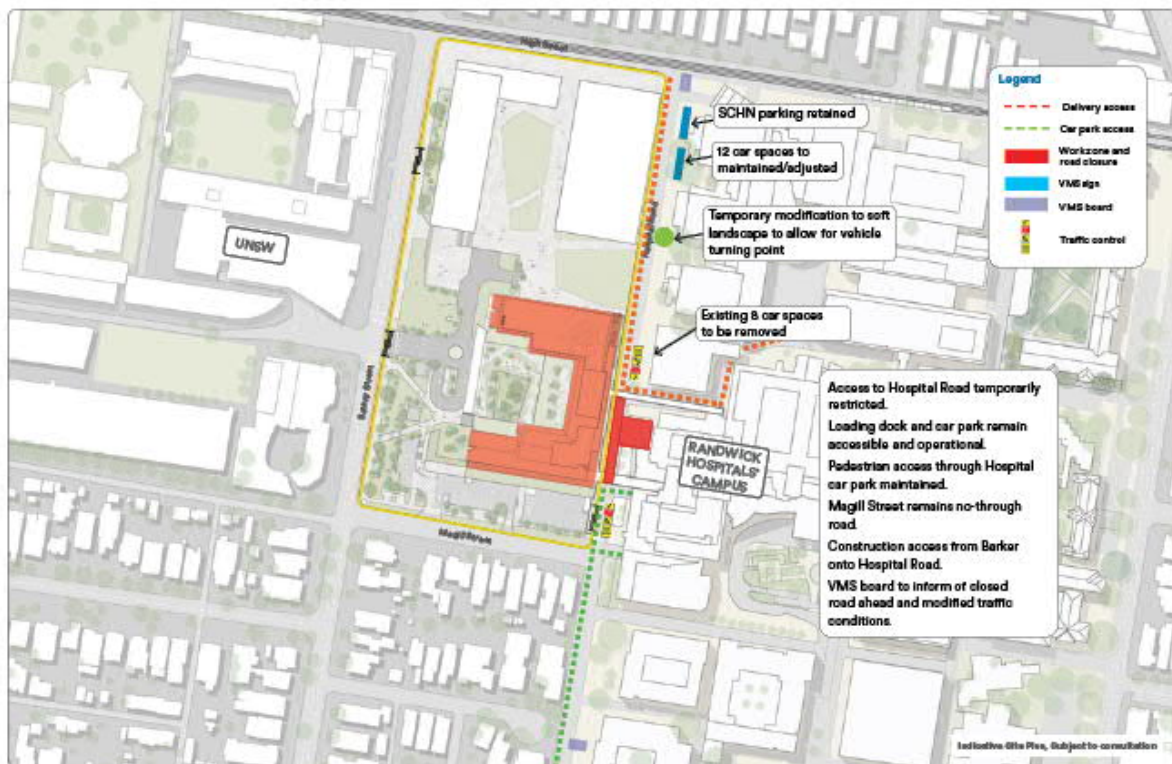 High Street
Legend
SCHN parking retained
Delivery access
Car park access
12 car spaces to
maintained/adjusted
Workzone and
road closure
VMS sign
VMS board
Temporary modification to soft
landscape to allow for vehicle
turning point
Traffic control
UNSW
Existing 8 car spaces
to be removed
Botany Street
Access to Hospital Road temporarily
restricted.
Loading dock and car park remain
accessible and operational.
Pedestrian access through Hospital
car park maintained.
Magill Street remains no-through
road.
Construction access from Barker
onto Hospital Road.
VMS board to inform of closed
road ahead and modified traffic
conditions.
RANDWICK
HOSPITALS'
CAMPUS
Magill Street
Indicative Site Plan, Subject to consultation